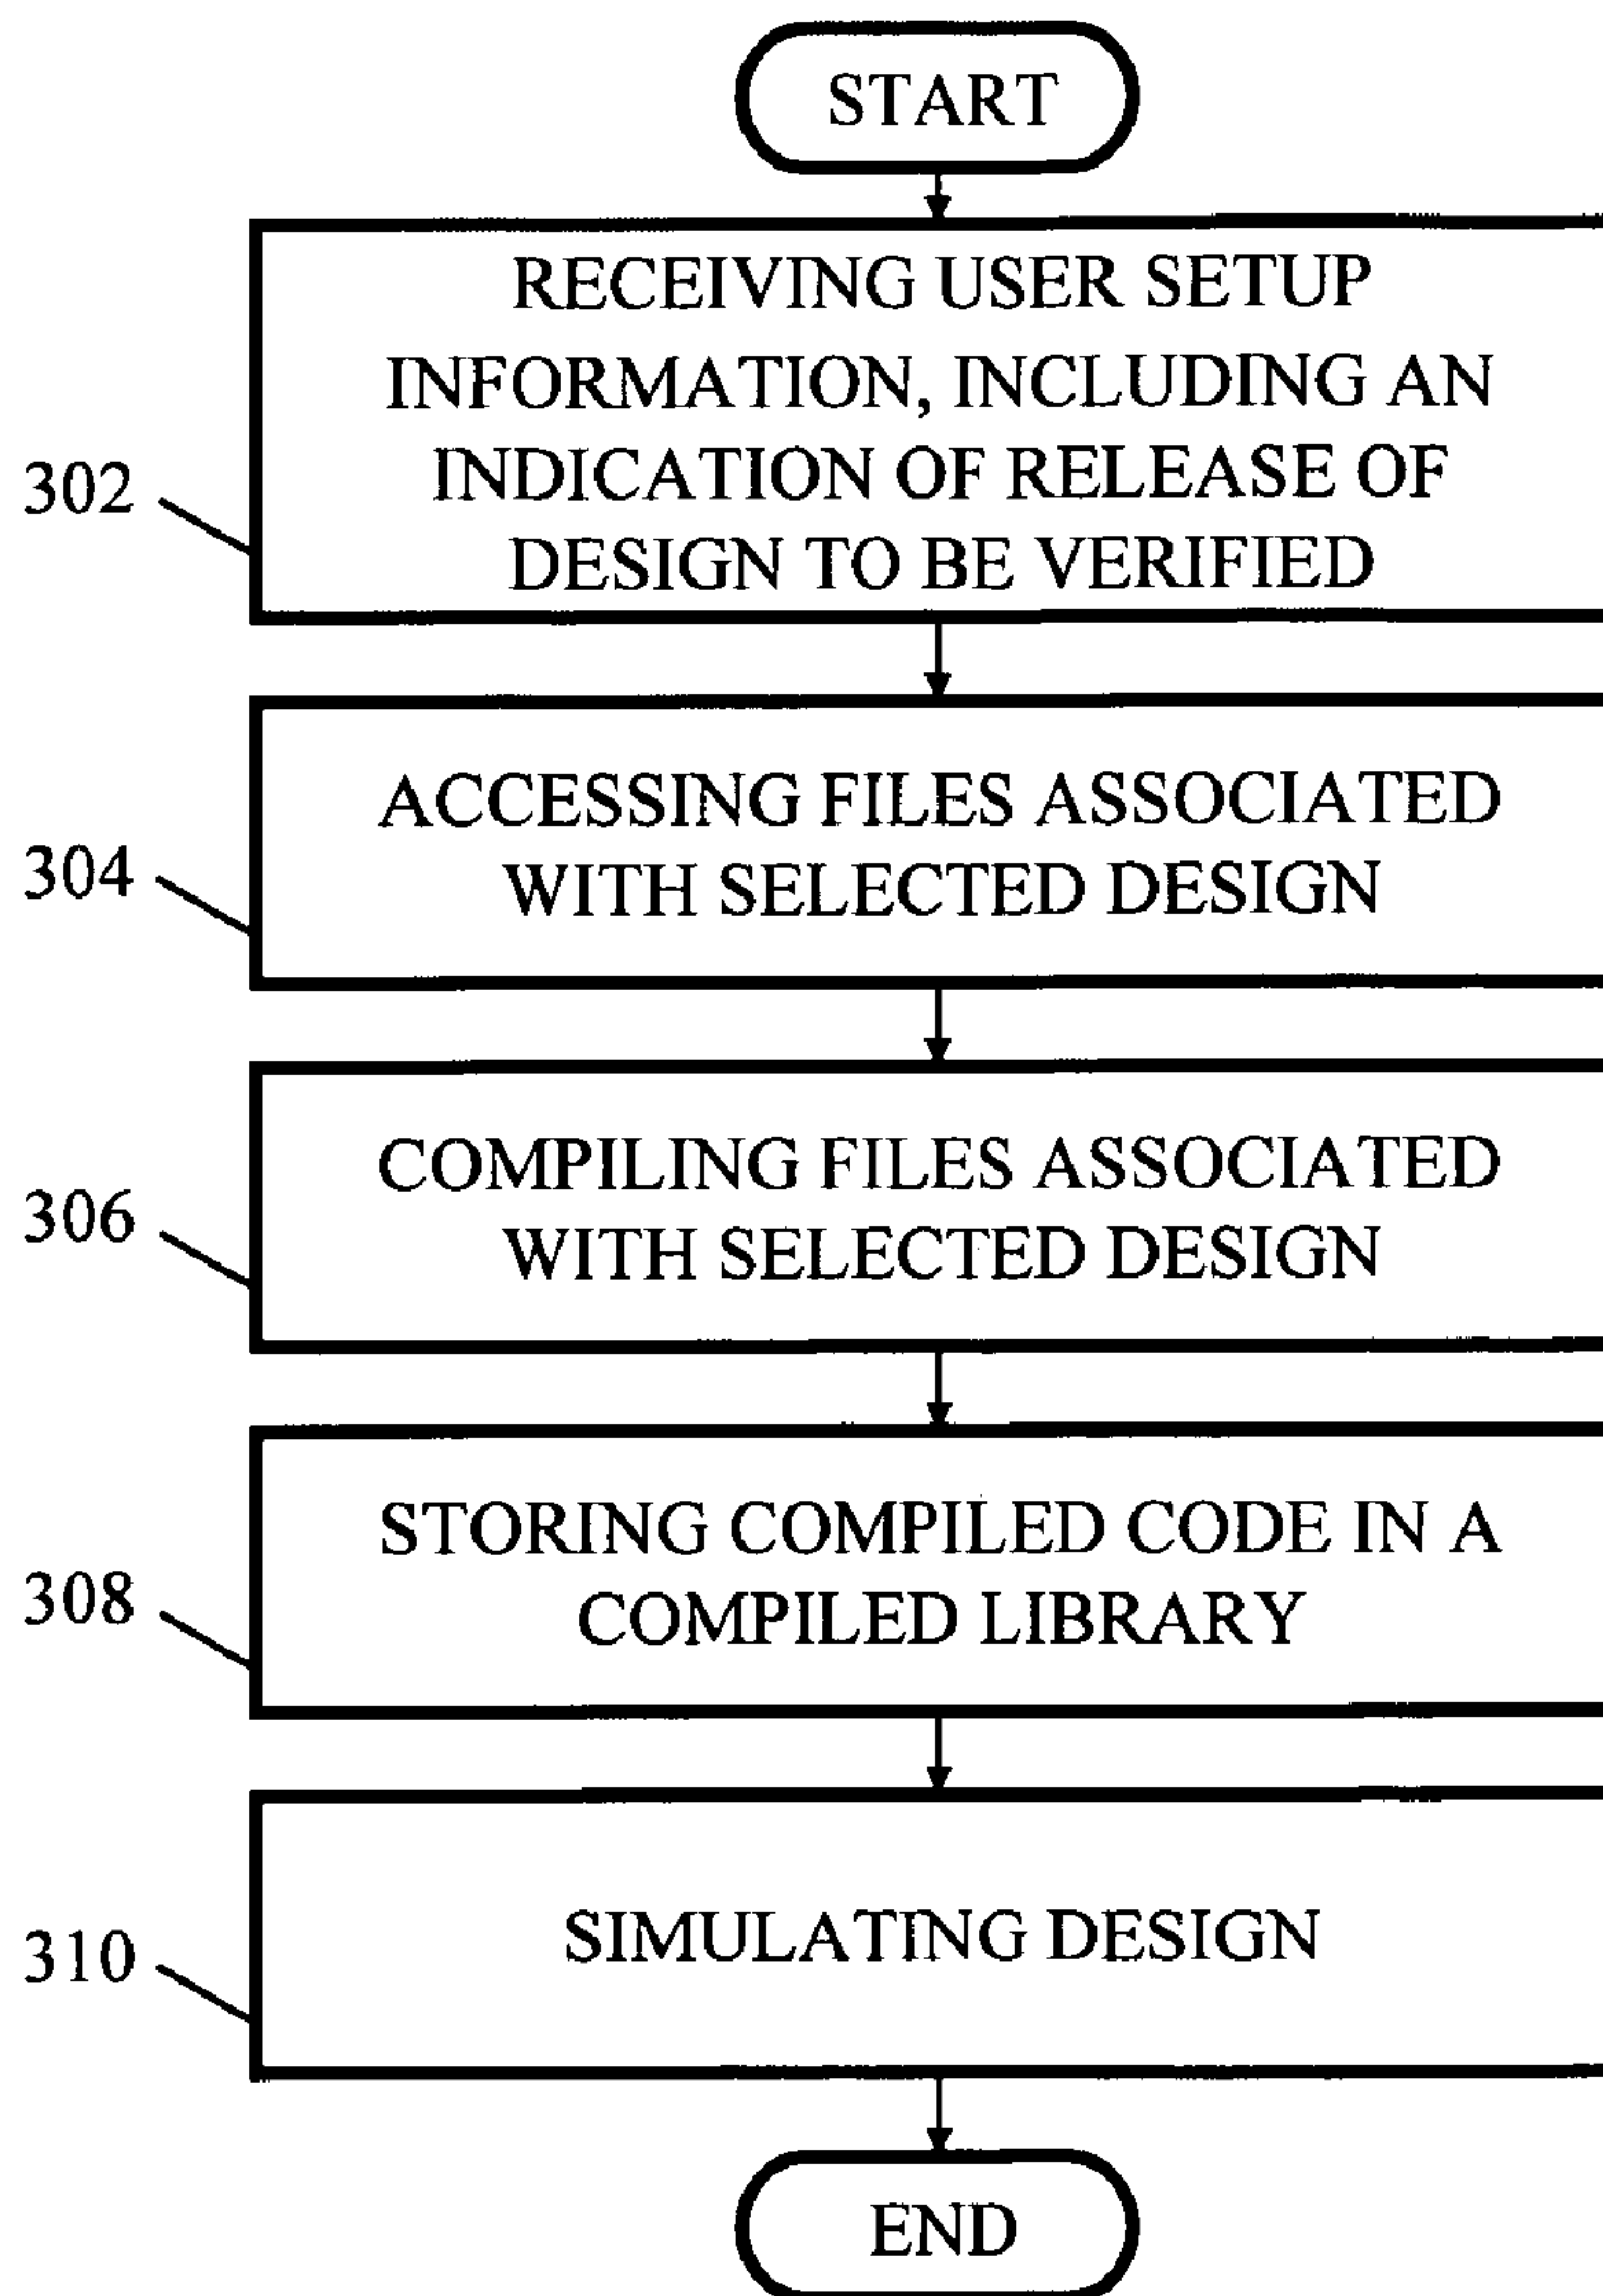 START
RECEIVING USER SETUP
INFORMATION, INCLUDING AN
INDICATION OF RELEASE OF
DESIGN TO BE VERIFIED
302
ACCESSING FILES ASSOCIATED
WITH SELECTED DESIGN
304
COMPILING FILES ASSOCIATED
WITH SELECTED DESIGN
306
STORING COMPILED CODE IN A
COMPILED LIBRARY
308
SIMULATING DESIGN
310
END